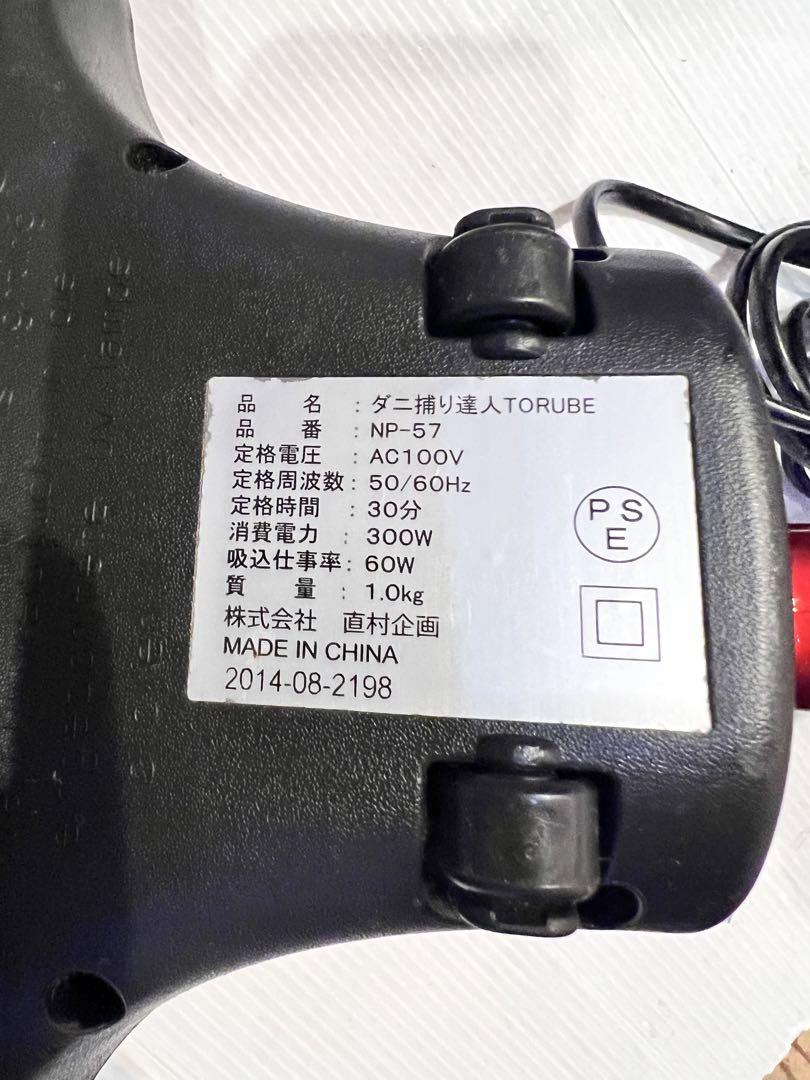 品　　名 : ダニ捕り達人TORUBE
品　　番 : NP-57
定格電圧 : AC100V
定格周波数 : 50/60Hz
定格時間 : 30分
消費電力 : 300W
吸込仕事率 : 60W
質　　量 : 1.0kg
株式会社　直村企画
MADE IN CHINA
2014-08-2198
PS
E
UV lampe